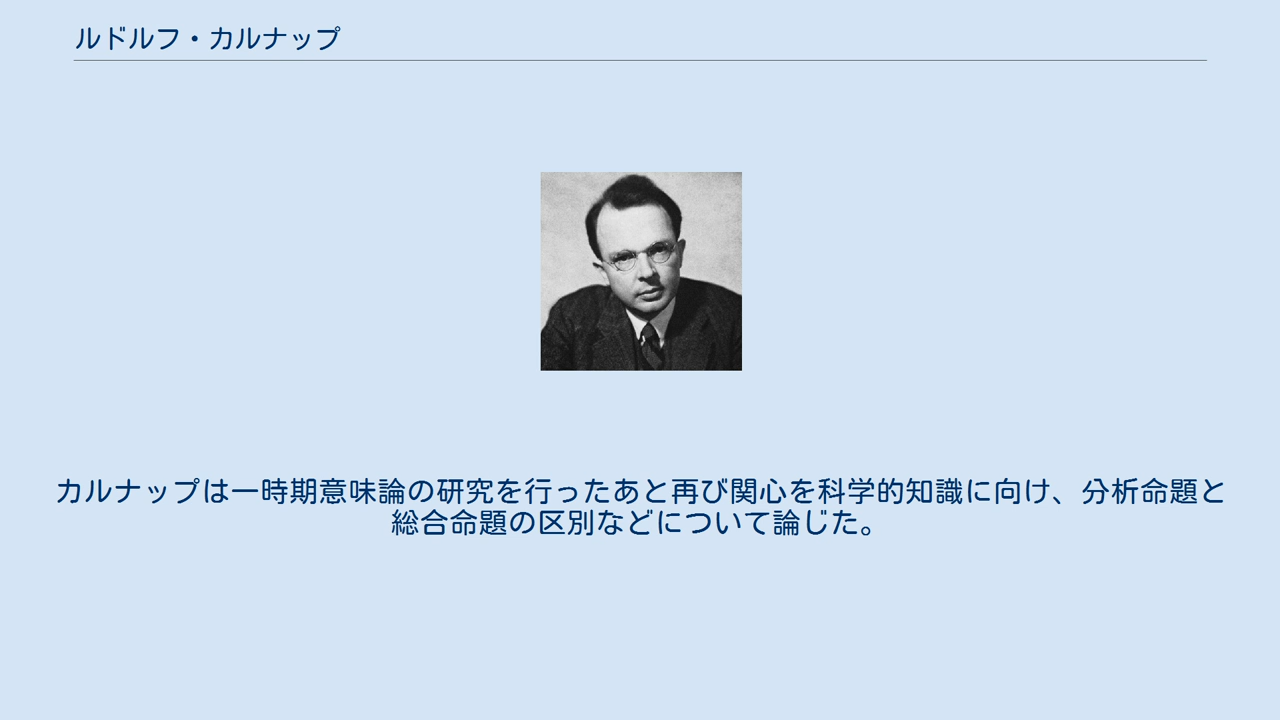 ルドルフ・カルナップ
カルナップは一時期意味論の研究を行ったあと再び関心を科学的知識に向け、分析命題と
総合命題の区別などについて論じた。